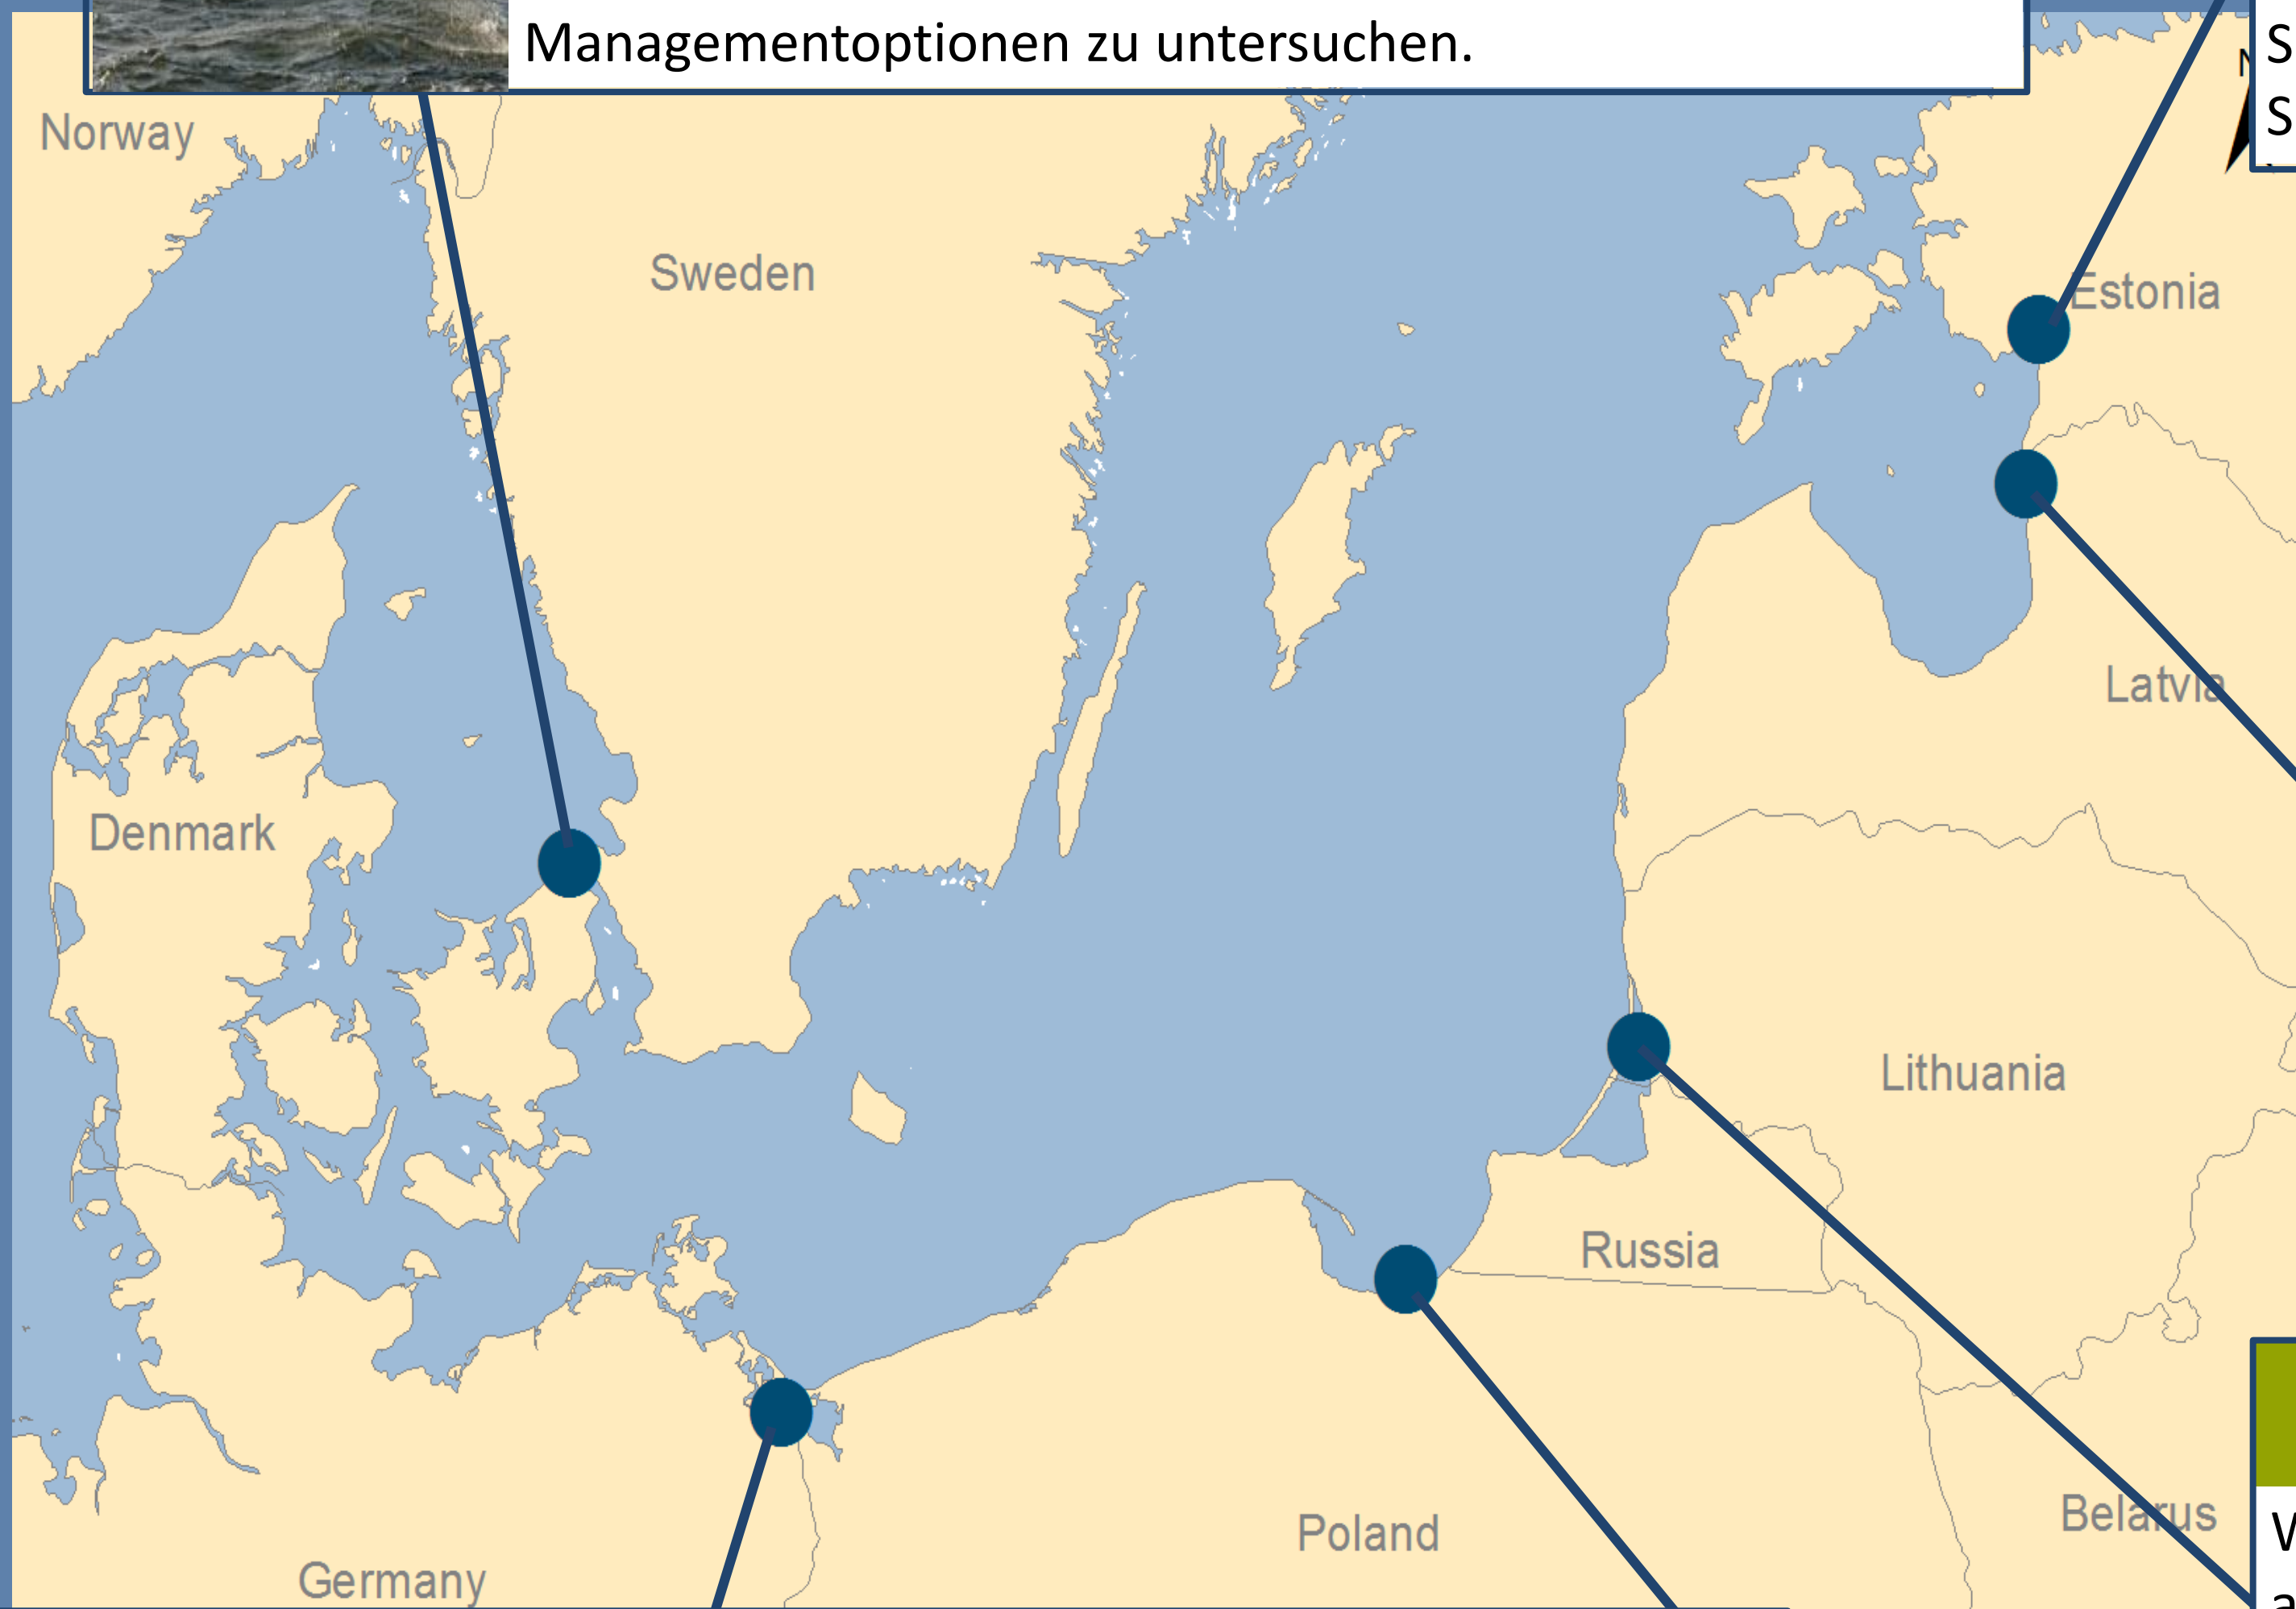 Managementoptionen zu untersuchen.
S
N
S
Norway
Sweden
Estonia
Latvia
Denmark
Lithuania
Russia
Belarus
Poland
W
Germany
a